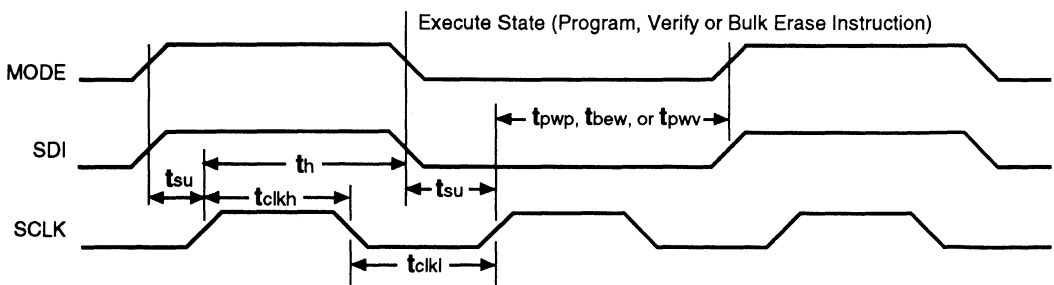 Execute State (Program, Verify or Bulk Erase Instruction)
MODE
tpwp, tbew, or tpwv
SDI
tsu
th
tsu
tclkh
SCLK
tclkl